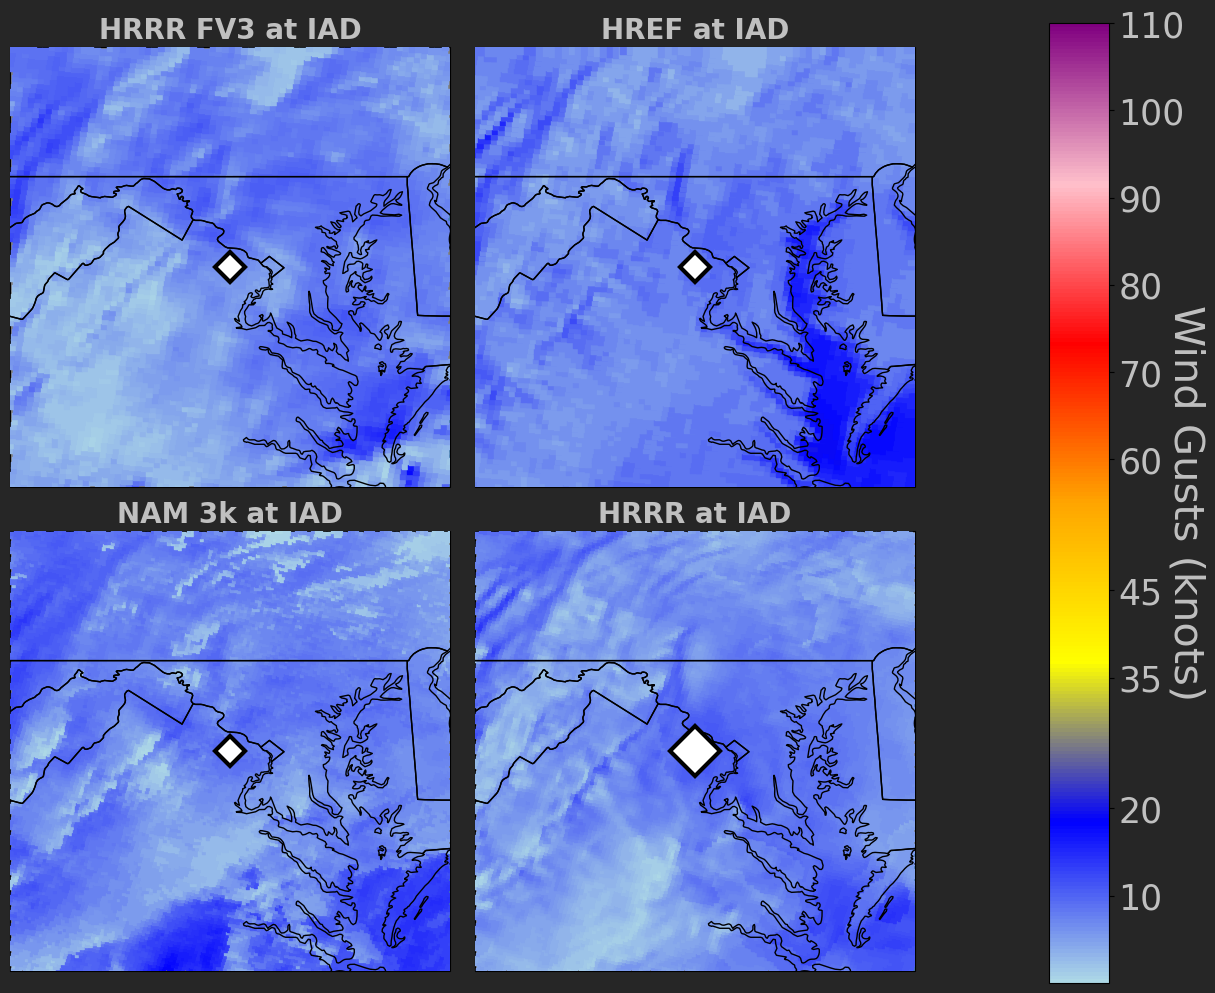 HRRR FV3 at IAD
HREF at IAD
NAM 3k at IAD
HRRR at IAD
110
100
90
80
70
60
45
35
20
10
Wind Gusts (knots)